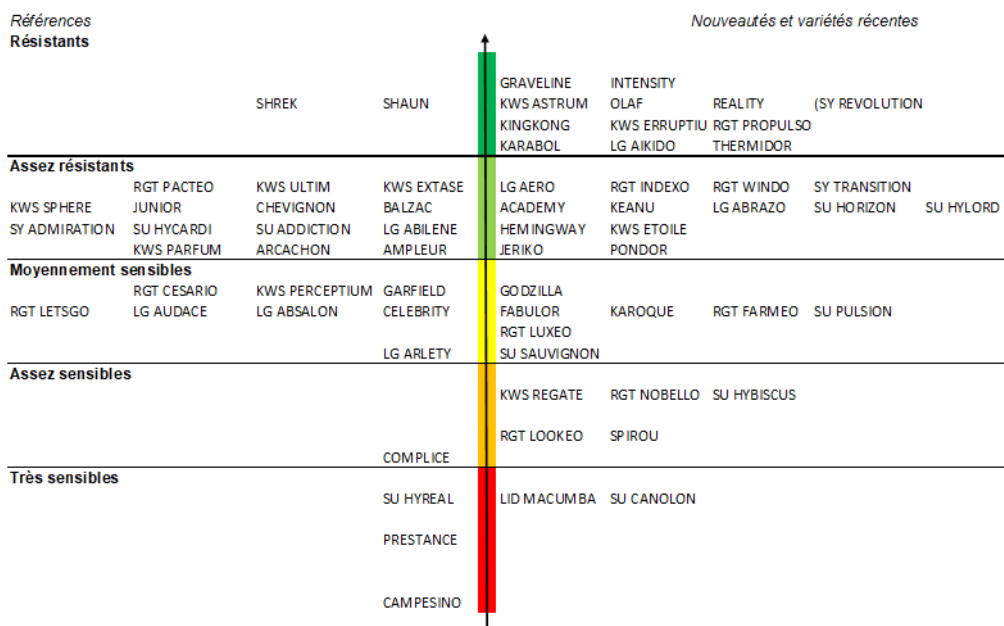 Références Nouveautés et variétés récentes
Résistants
GRAVELINE INTENSITY
SHREK SHAUN KWS ASTRUM OLAF REALITY (SY REVOLUTION
KINGKONG KWS ERRUPTIU RGT PROPULSO
KARABOL LG AIKIDO THERMIDOR
Assez résistants
RGT PACTEO KWS ULTIM KWS EXTASE LG AERO RGT INDEXO RGT WINDO SY TRANSITION
KWS SPHERE JUNIOR CHEVIGNON BALZAC ACADEMY KEANU LG ABRAZO SU HORIZON SU HYLORD
SY ADMIRATION SU HYCARDI SU ADDICTION LG ABILENE HEMINGWAY KWS ETOILE
KWS PARFUM ARCACHON AMPLEUR JERIKO PONDOR
Moyennement sensibles
RGT CESARIO KWS PERCEPTIUM GARFIELD GODZILLA
RGT LETSGO LG AUDACE LG ABSALON CELEBRITY FABULOR KAROQUE RGT FARMEO SU PULSION
RGT LUXEO
LG ARLETY SU SAUVIGNON
Assez sensibles
KWS REGATE RGT NOBELLO SU HYBISCUS
RGT LOOKEO SPIROU
COMPLICE
Très sensibles
SU HYREAL LID MACUMBA SU CANOLON
PRESTANCE
CAMPESINO